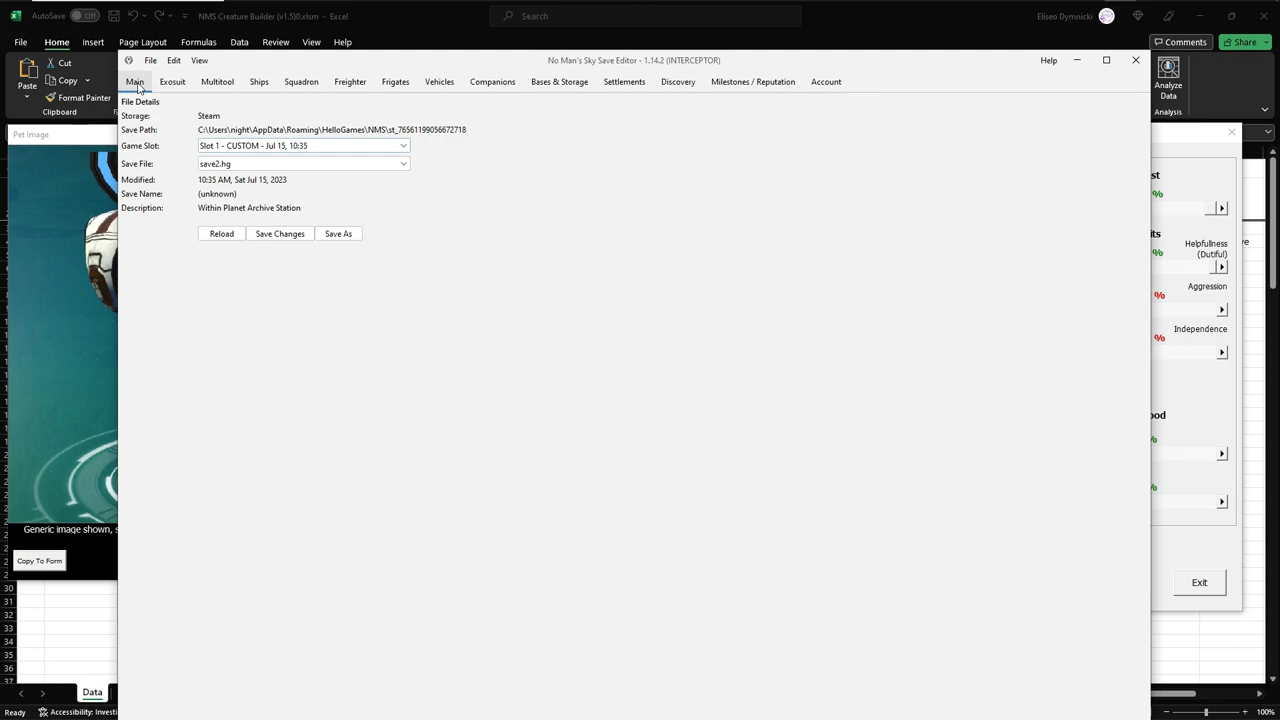 AutoSave Off
NMS Creature Builder (v1.5)0.xlsm - Excel
Search
Eliseo Dymnicki
File Home Insert Page Layout Formulas Data Review View Help
Comments
Share
Paste
Cut
Copy
Format Painter
Clipboard
Analyze
Data
Analysis
File Edit View
No Man's Sky Save Editor - 1.14.2 (INTERCEPTOR)
Help
Main Exosuit Multitool Ships Squadron Freighter Frigates Vehicles Companions Bases & Storage Settlements Discovery Milestones / Reputation Account
File Details
Storage: Steam
Save Path: C:\Users\night\AppData\Roaming\HelloGames\NMS\st_76561199056672718
Game Slot: Slot 1 - CUSTOM - Jul 15, 10:35
Save File: save2.hg
Modified: 10:35 AM, Sat Jul 15, 2023
Save Name: (unknown)
Description: Within Planet Archive Station
Reload Save Changes Save As
Pet Image
Generic image shown, s
Copy To Form
%
%
Helpfullness
(Dutiful)
Aggression
%
Independence
%
%
%
Exit
30
31
32
33
34
35
36
37
Data
Ready
Accessibility: Investi
100%